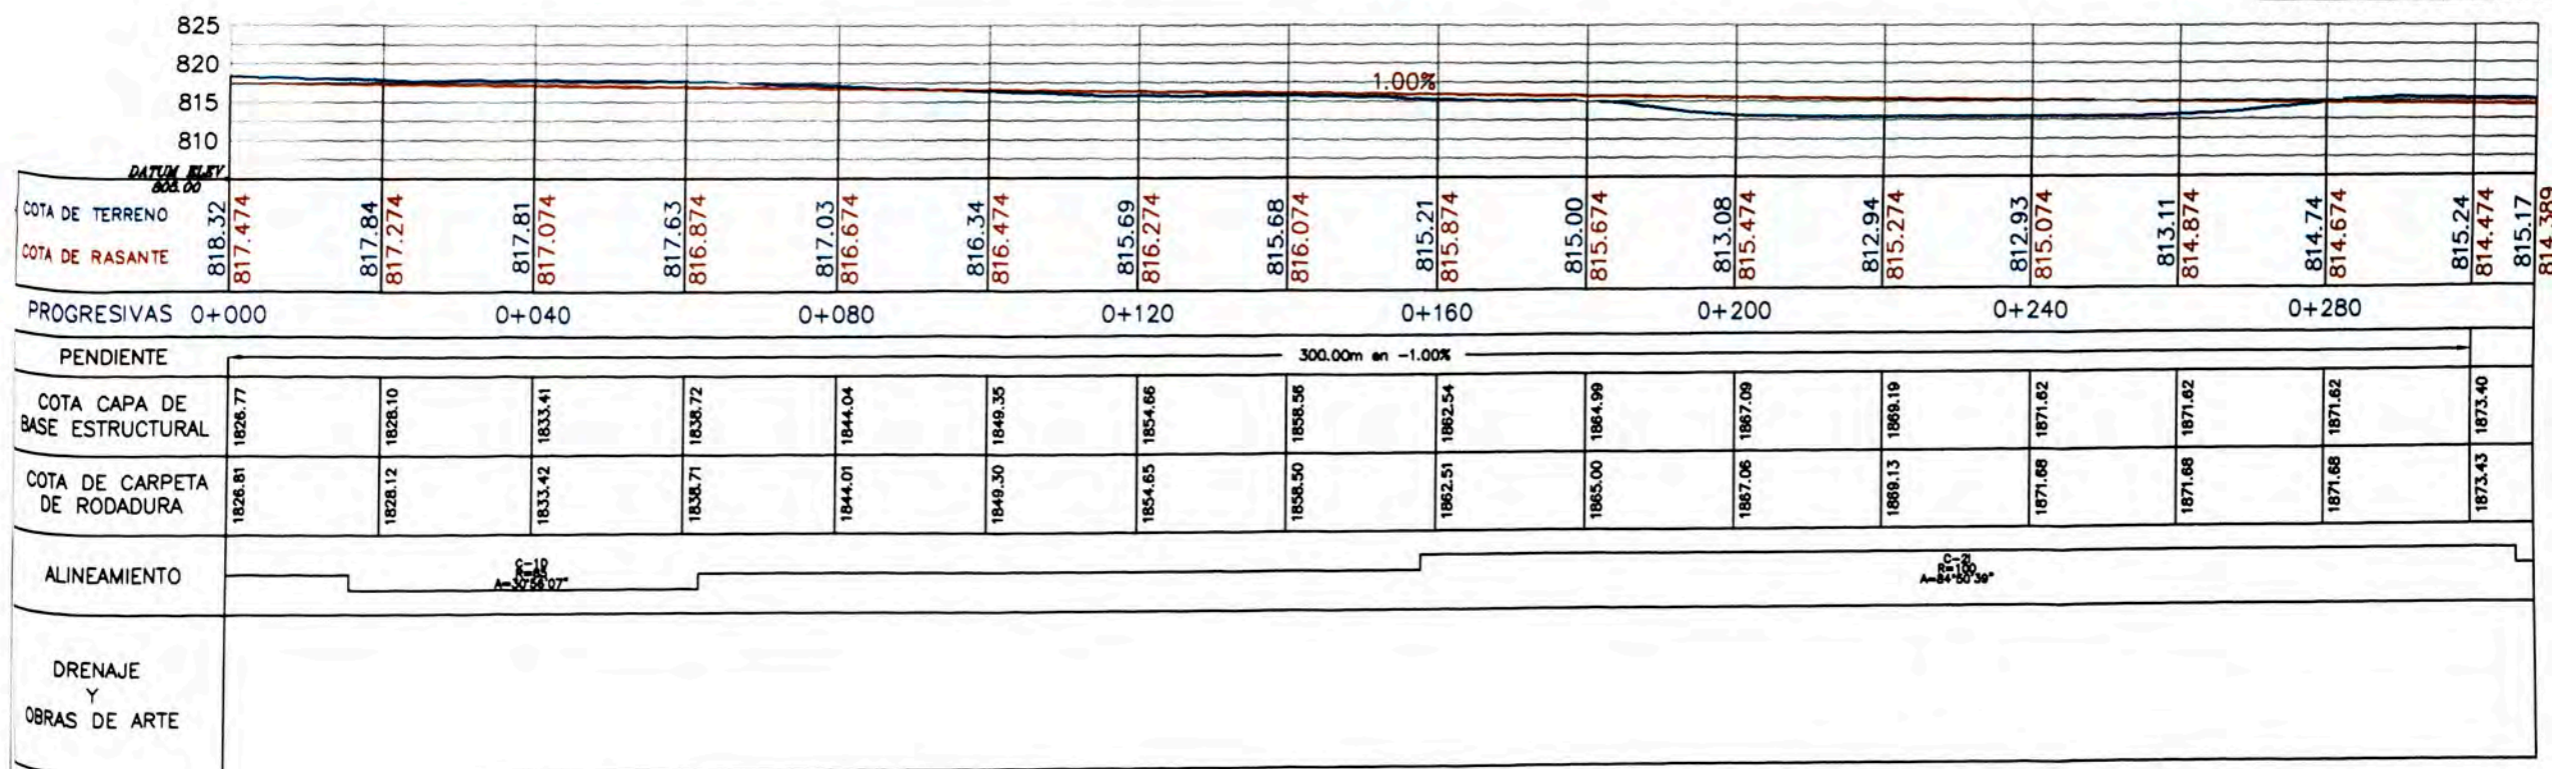 825
820
815
810
DATUM ELEV
805.00
1.00%
COTA DE TERRENO
818.32 817.84 817.81 817.63 817.03 816.34 815.69 815.68 815.21 815.00 813.08 812.94 812.93 813.11 814.74 815.24 815.17
COTA DE RASANTE
817.474 817.274 817.074 816.874 816.674 816.474 816.274 816.074 815.874 815.674 815.474 815.274 815.074 814.874 814.674 814.474 814.389
PROGRESIVAS 0+000 0+040 0+080 0+120 0+160 0+200 0+240 0+280
PENDIENTE
300.00m en -1.00%
COTA CAPA DE
BASE ESTRUCTURAL
1826.77 1828.10 1833.41 1838.72 1844.04 1849.35 1854.66 1858.58 1862.54 1864.99 1867.09 1869.19 1871.62 1871.62 1871.62 1873.40
COTA DE CARPETA
DE RODADURA
1826.81 1828.12 1833.42 1838.71 1844.01 1849.30 1854.65 1858.50 1862.51 1865.00 1867.06 1869.13 1871.68 1871.68 1871.68 1873.43
ALINEAMIENTO
R=85
A=30°56'07"
R=100
A=84°50'39"
DRENAJE
Y
OBRAS DE ARTE